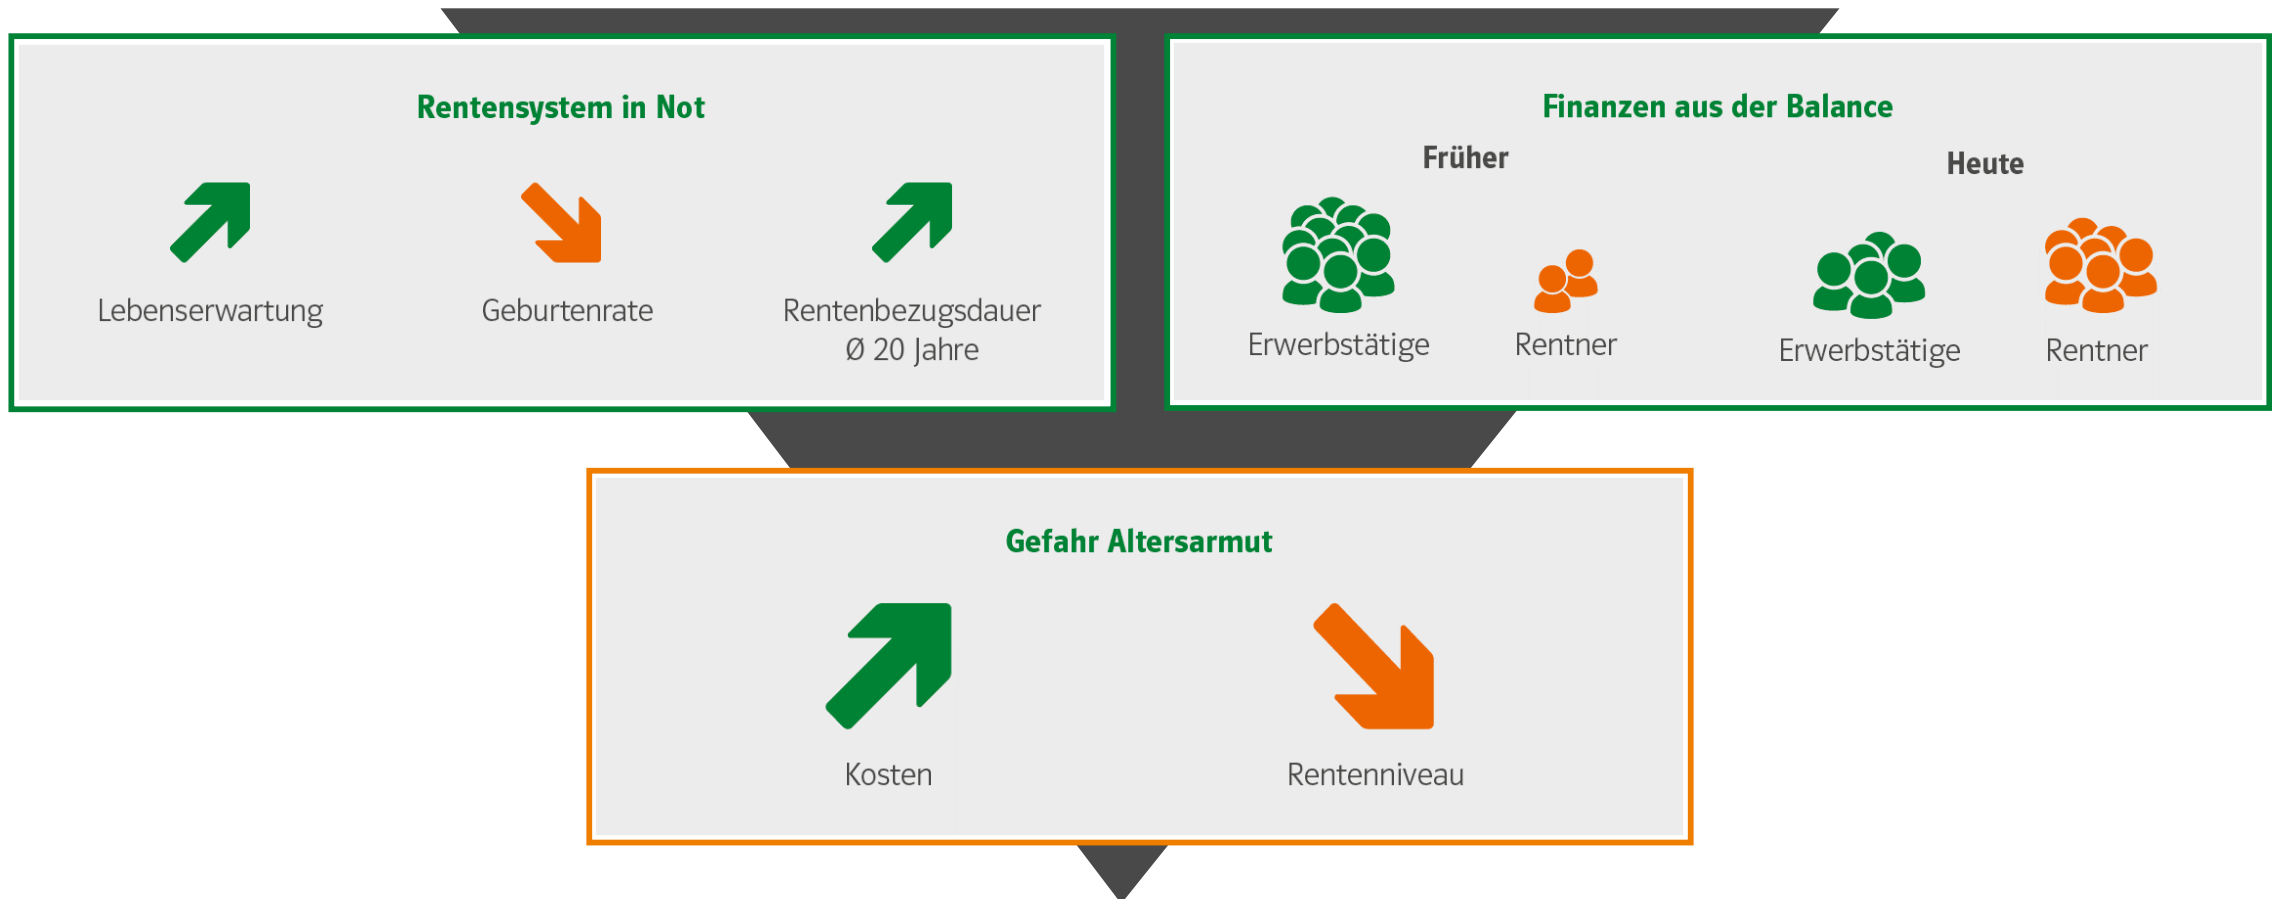 Rentensystem in Not
Lebenserwartung
Geburtenrate
Rentenbezugsdauer
Ø 20 Jahre
Finanzen aus der Balance
Früher
Heute
Erwerbstätige
Rentner
Erwerbstätige
Rentner
Gefahr Altersarmut
Kosten
Rentenniveau